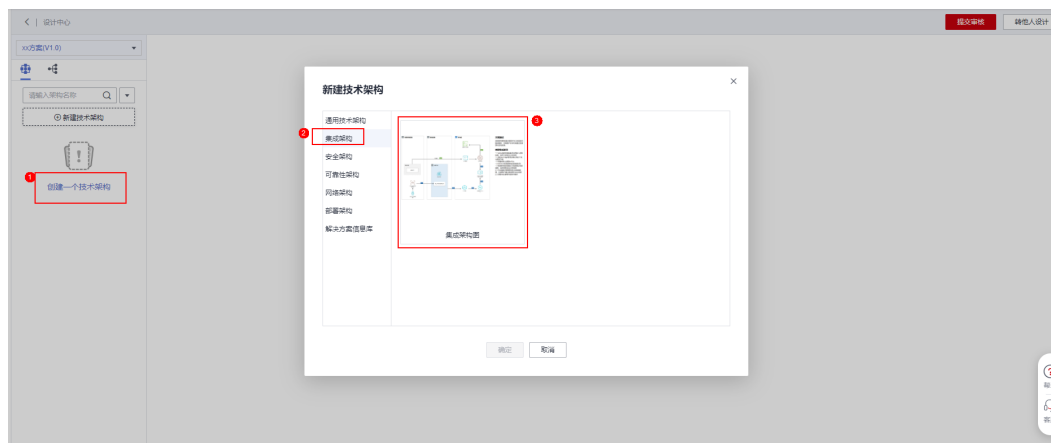 设计中心
提交审核
转他人设计
xx方案(V1.0)
请输入架构名称
新建技术架构
1
创建一个技术架构
新建技术架构
通用技术架构
2
集成架构
安全架构
可靠性架构
网络架构
部署架构
解决方案信息库
3
集成架构图
确定
取消